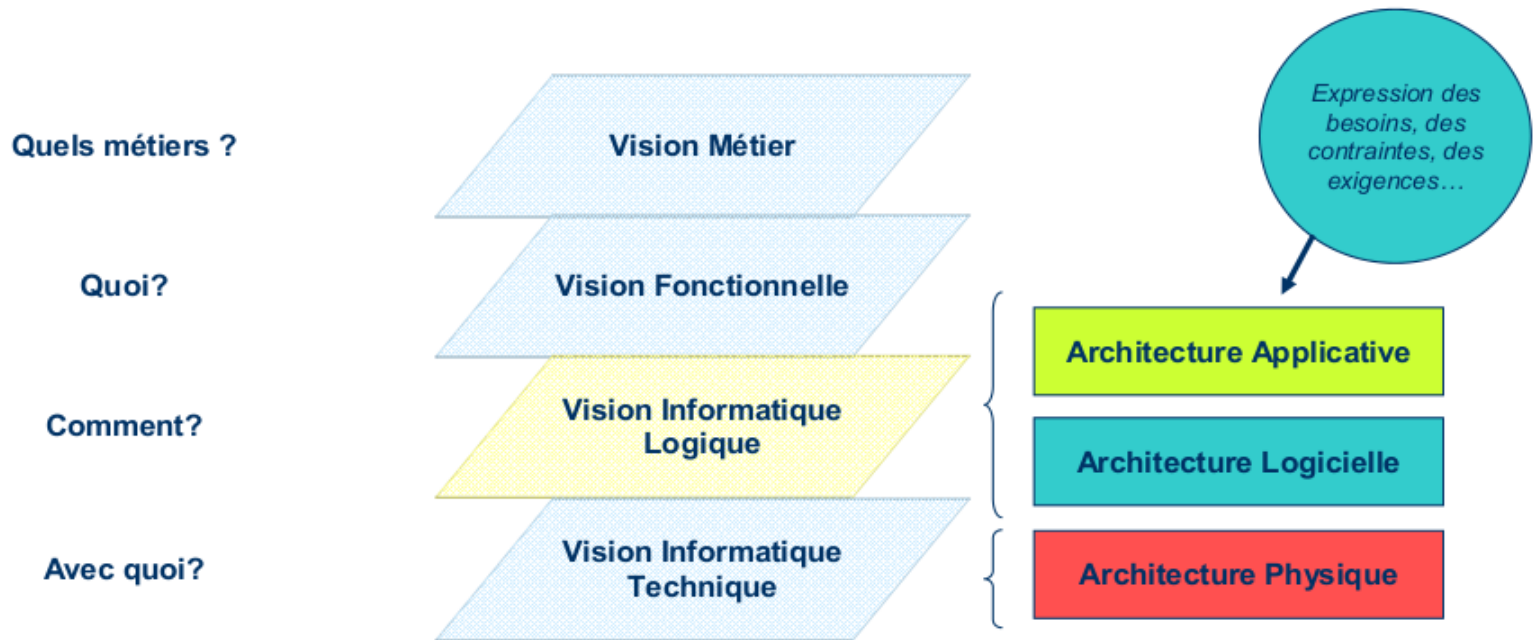 Expression des
besoins, des
contraintes, des
exigences…
Quels métiers ?
Vision Métier
Quoi?
Vision Fonctionnelle
Architecture Applicative
Comment?
Vision Informatique
Logique
Architecture Logicielle
Avec quoi?
Vision Informatique
Technique
Architecture Physique